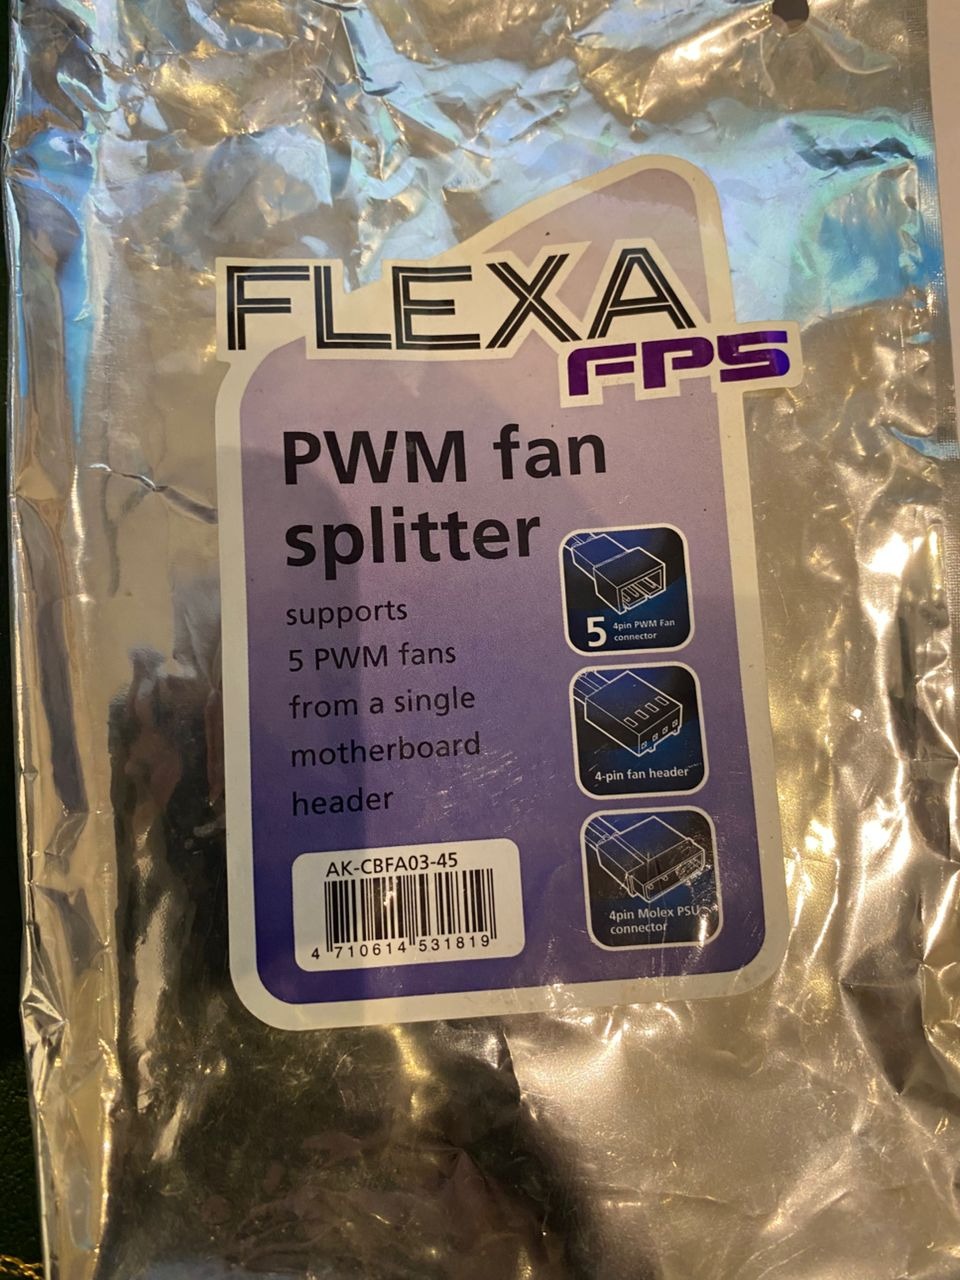 FLEXA
FPS
PWM fan
splitter
supports
5 PWM fans
from a single
motherboard
header
5 4pin PWM Fan
connector
4-pin fan header
4pin Molex PSU
connector
AK-CBFA03-45
4 710614 531819